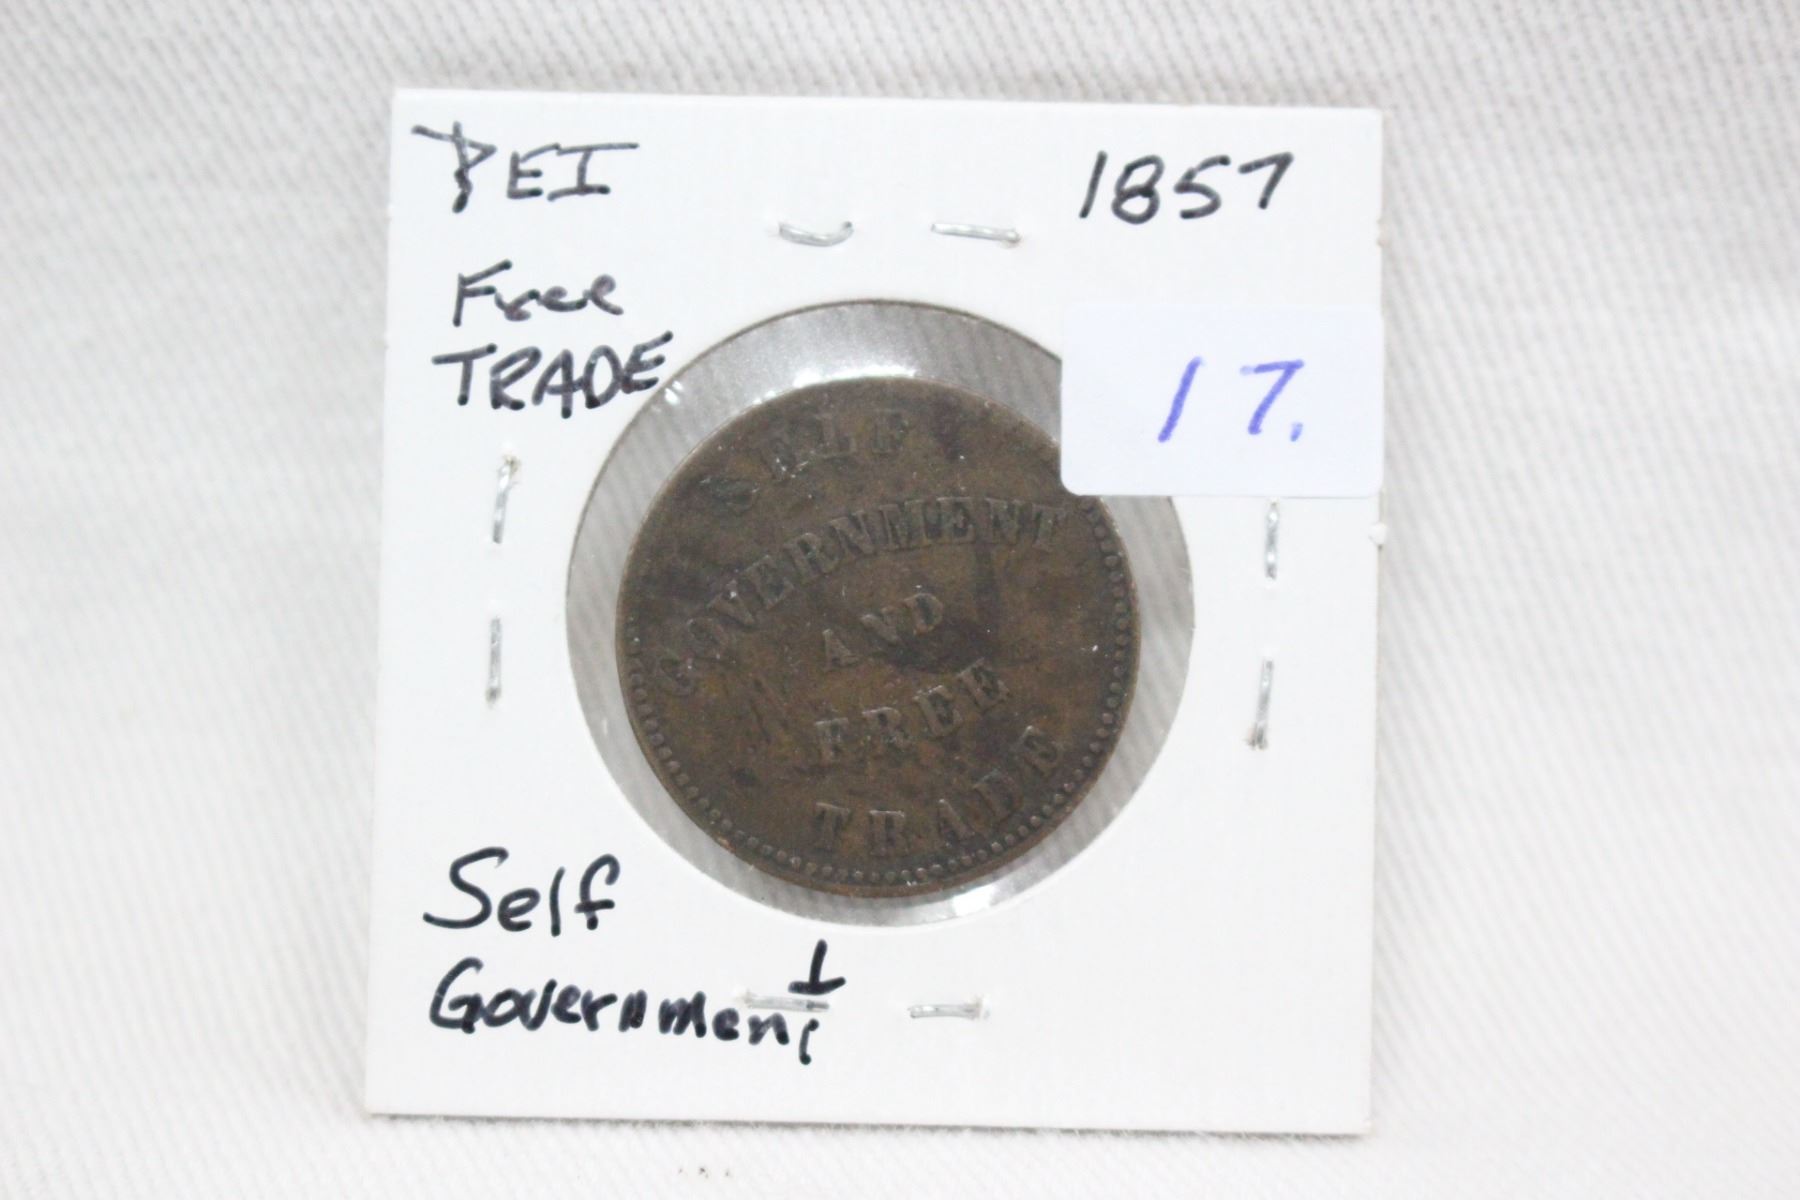 PEI
1857
Free
TRADE
17.
SELF
GOVERNMENT
AND
FREE
TRADE
Self
Government